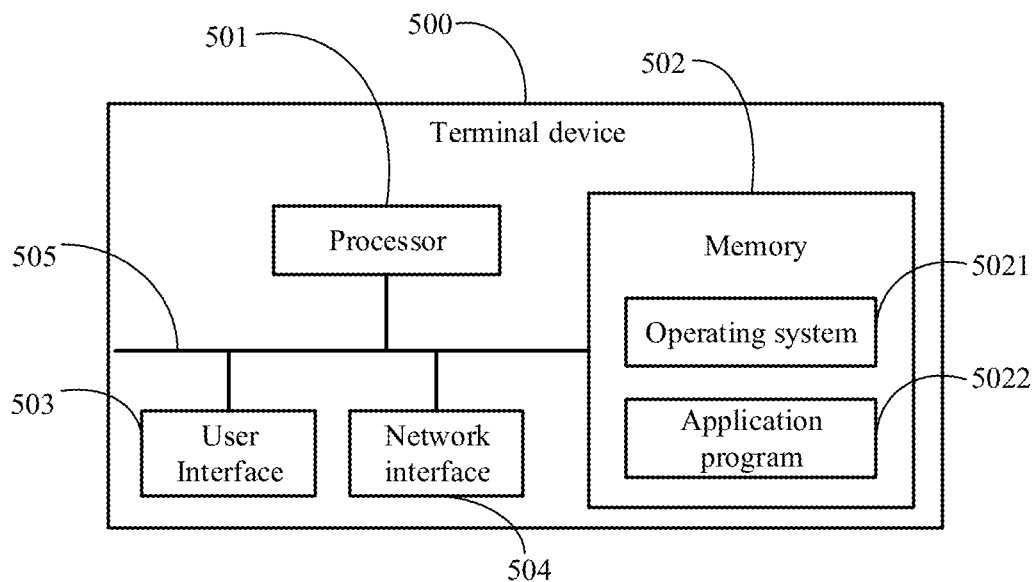 501
500
502
Terminal device
Processor
Memory
505
5021
Operating system
503
5022
User
Interface
Network
interface
Application
program
504